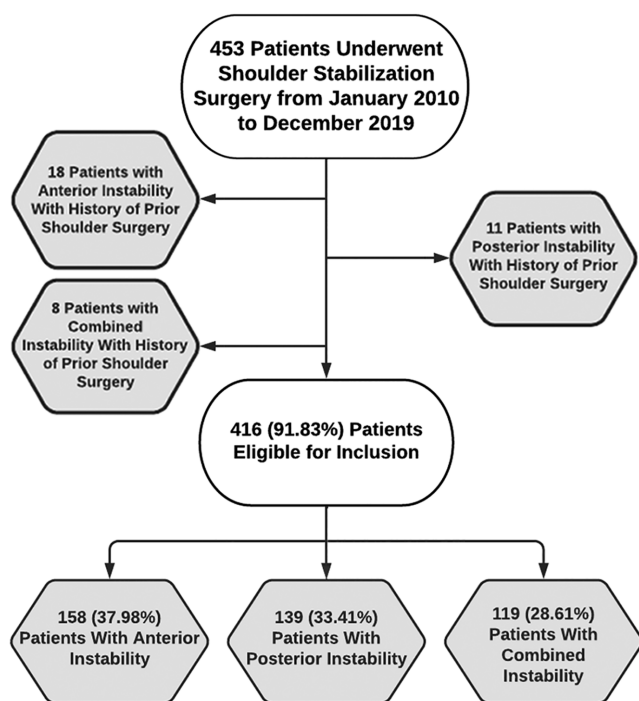 453 Patients Underwent
Shoulder Stabilization
Surgery from January 2010
to December 2019
18 Patients with
Anterior Instability
With History of Prior
Shoulder Surgery
11 Patients with
Posterior Instability
With History of Prior
Shoulder Surgery
8 Patients with
Combined
Instability With History
of Prior Shoulder
Surgery
416 (91.83%) Patients
Eligible for Inclusion
158 (37.98%)
Patients With Anterior
Instability
139 (33.41%)
Patients With
Posterior Instability
119 (28.61%)
Patients With
Combined
Instability